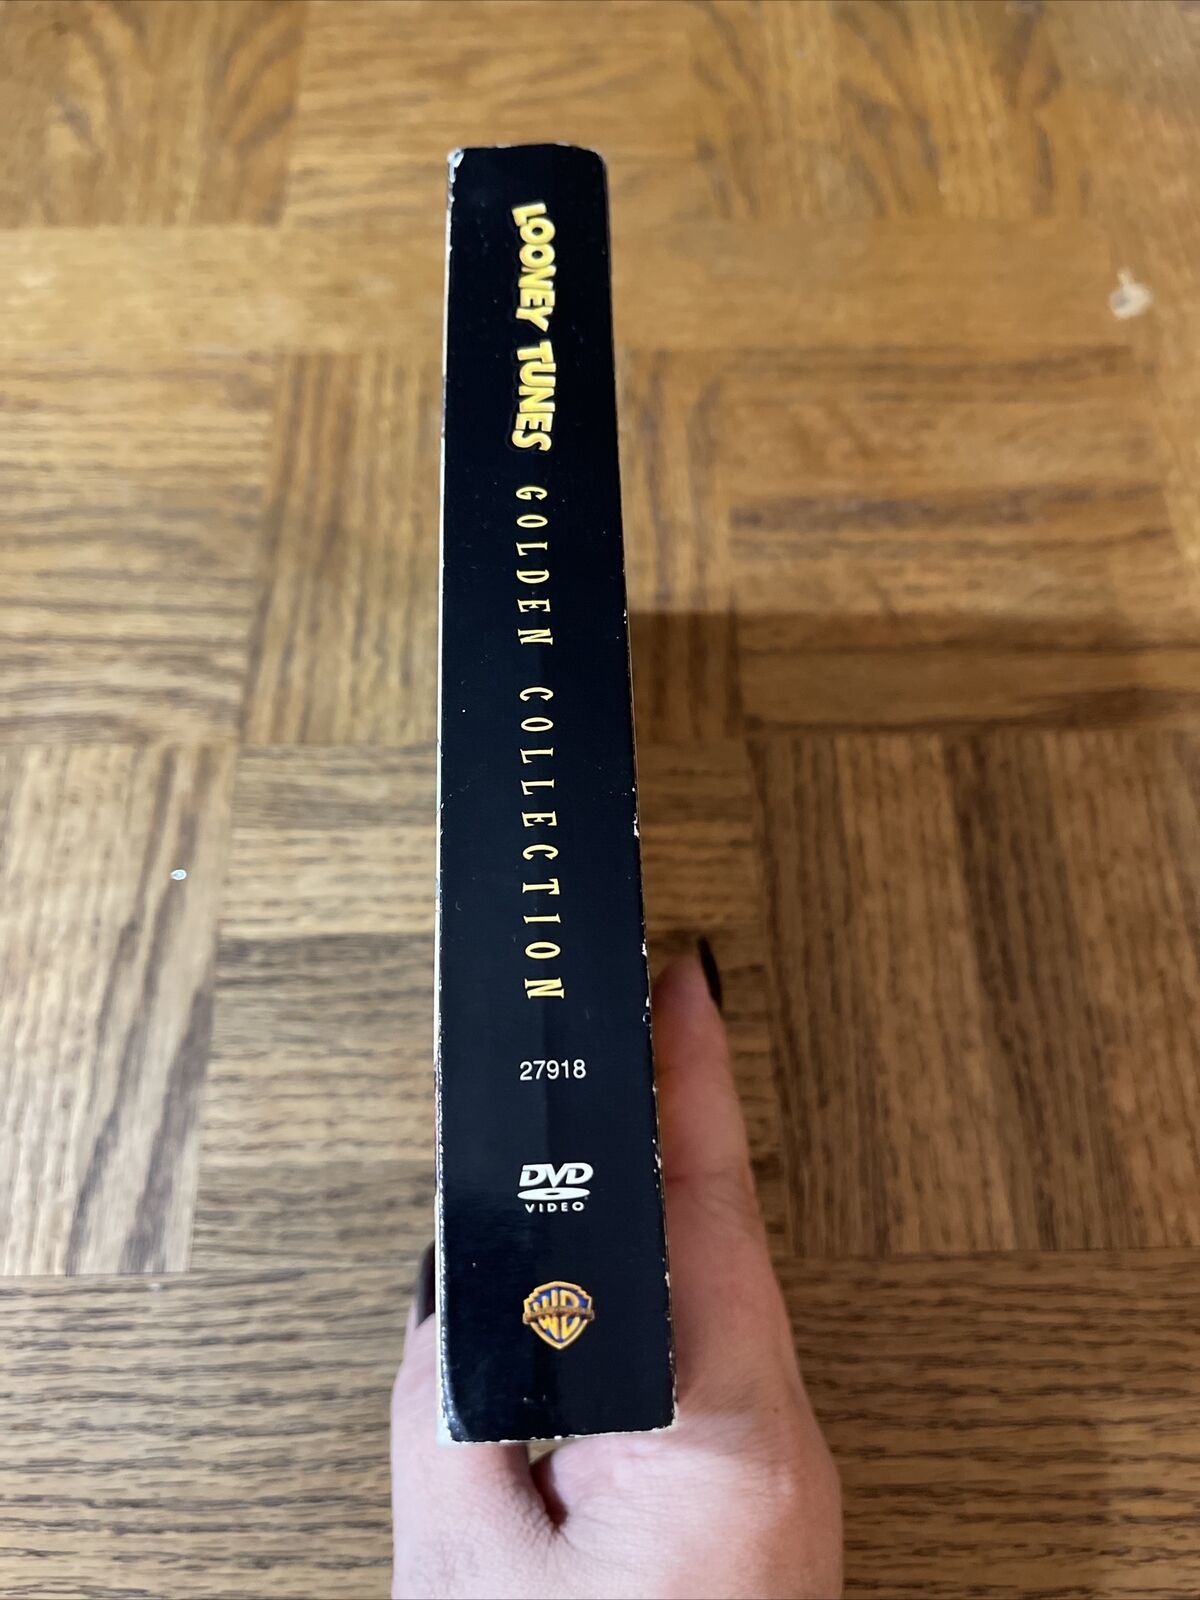 LOONEY TUNES
GOLDEN COLLECTION
27918
DVD
VIDEO
WB